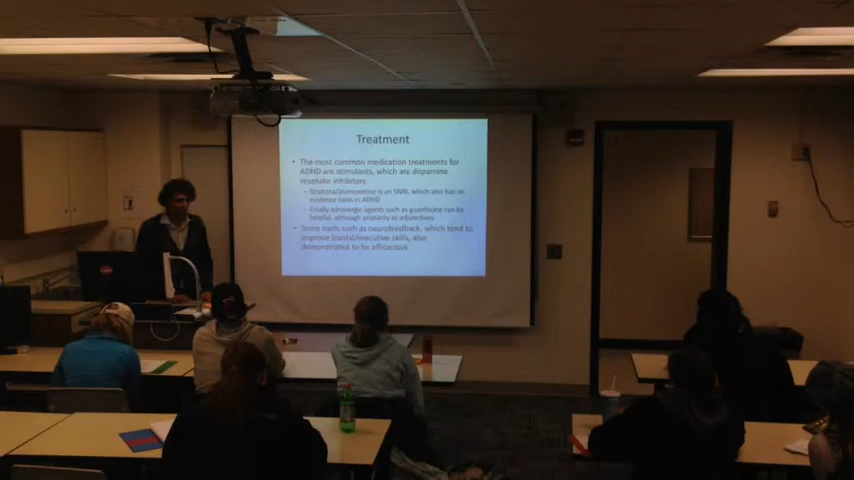 Treatment
• The most common medication treatments for
ADHD are stimulants, which are dopamine
reuptake inhibitors
– Strattera/atomoxetine is an SNRI, which also has an
evidence basis in ADHD
– Finally adrenergic agents such as guanfacine can be
helpful, although primarily as adjunctives
• Some trials such as neurofeedback, which tend to
improve frontal/executive skills, also
demonstrated to be efficacious